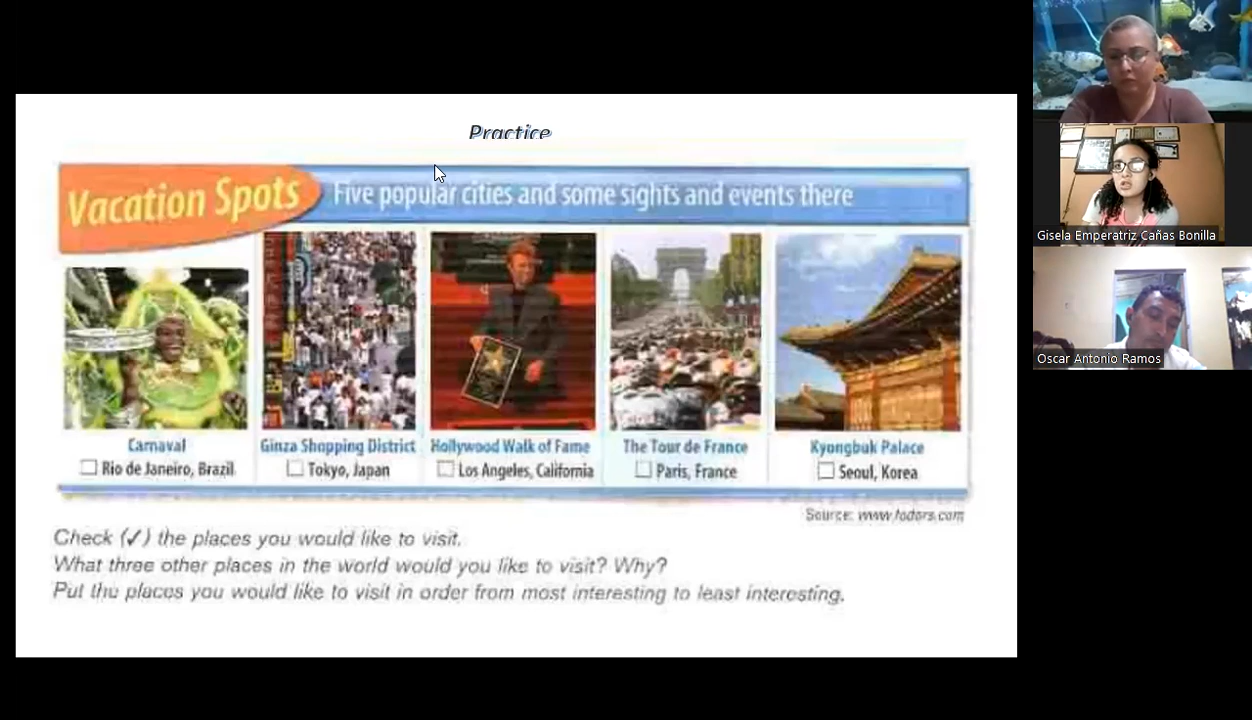 Practice
Vacation Spots
Five popular cities and some sights and events there
Carnaval
Rio de Janeiro, Brazil
Ginza Shopping District
Tokyo, Japan
Hollywood Walk of Fame
Los Angeles, California
The Tour de France
Paris, France
Kyongbuk Palace
Seoul, Korea
Source: www.fodors.com
Check (✓) the places you would like to visit.
What three other places in the world would you like to visit? Why?
Put the places you would like to visit in order from most interesting to least interesting.
Gisela Emperatriz Cañas Bonilla
Oscar Antonio Ramos